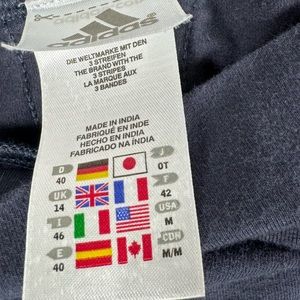 adidas
DIE WELTMARKE MIT DEN
3 STREIFEN
THE BRAND WITH THE
3 STRIPES
LA MARQUE AUX
3 BANDES
MADE IN INDIA
FABRIQUÉ EN INDE
HECHO EN INDIA
FABRICADO NA ÍNDIA
D J
40 OT
UK F
14 42
I USA
46 M
E CDN
40 M/M